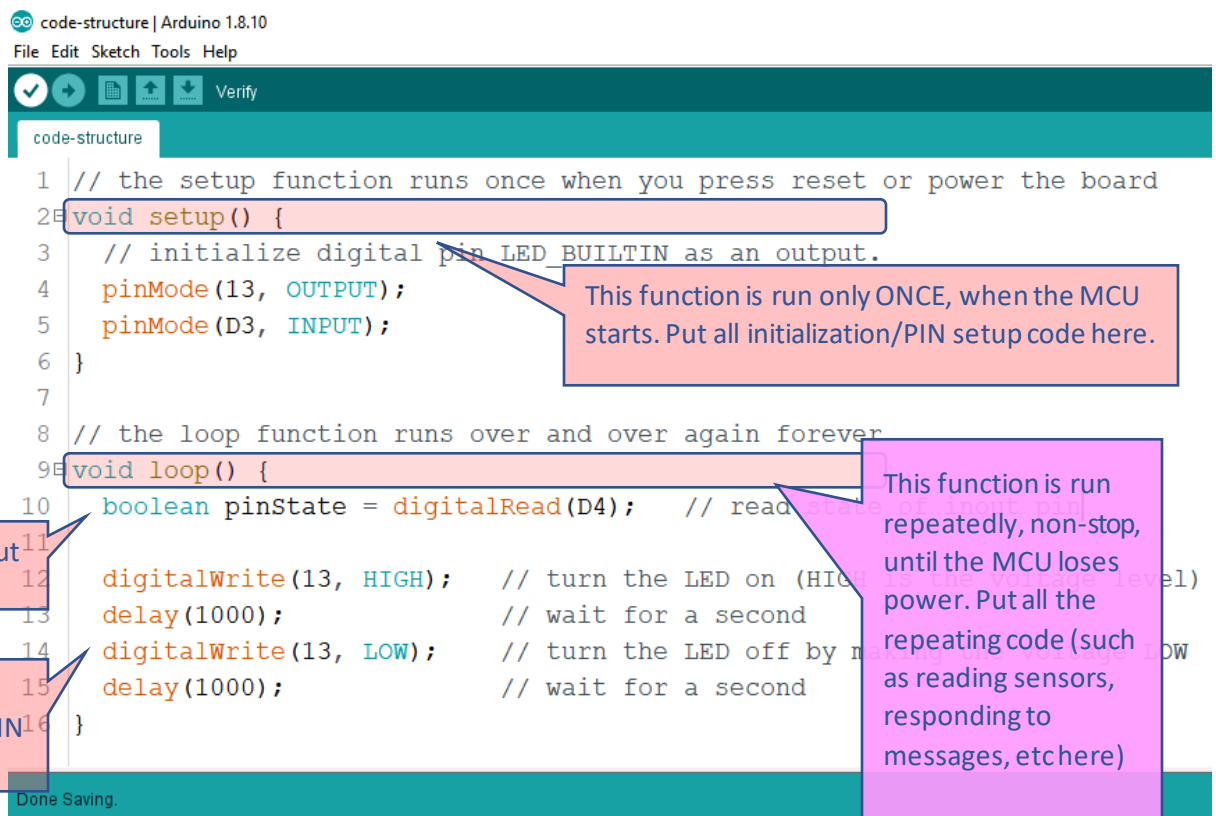 code-structure | Arduino 1.8.10
File Edit Sketch Tools Help
Verify
code-structure
1 // the setup function runs once when you press reset or power the board
2 void setup() {
3 // initialize digital pin LED_BUILTIN as an output.
4 pinMode(13, OUTPUT);
5 pinMode(D3, INPUT);
6 }
7
8 // the loop function runs over and over again forever
9 void loop() {
10 boolean pinState = digitalRead(D4); // read state of inout pin
11
12 digitalWrite(13, HIGH); // turn the LED on (HIGH is the voltage level)
13 delay(1000); // wait for a second
14 digitalWrite(13, LOW); // turn the LED off by making the voltage LOW
15 delay(1000); // wait for a second
16 }
This function is run only ONCE, when the MCU
starts. Put all initialization/PIN setup code here.
This function is run
repeatedly, non-stop,
until the MCU loses
power. Put all the
repeating code (such
as reading sensors,
responding to
messages, etc here)
ut
IN
Done Saving.